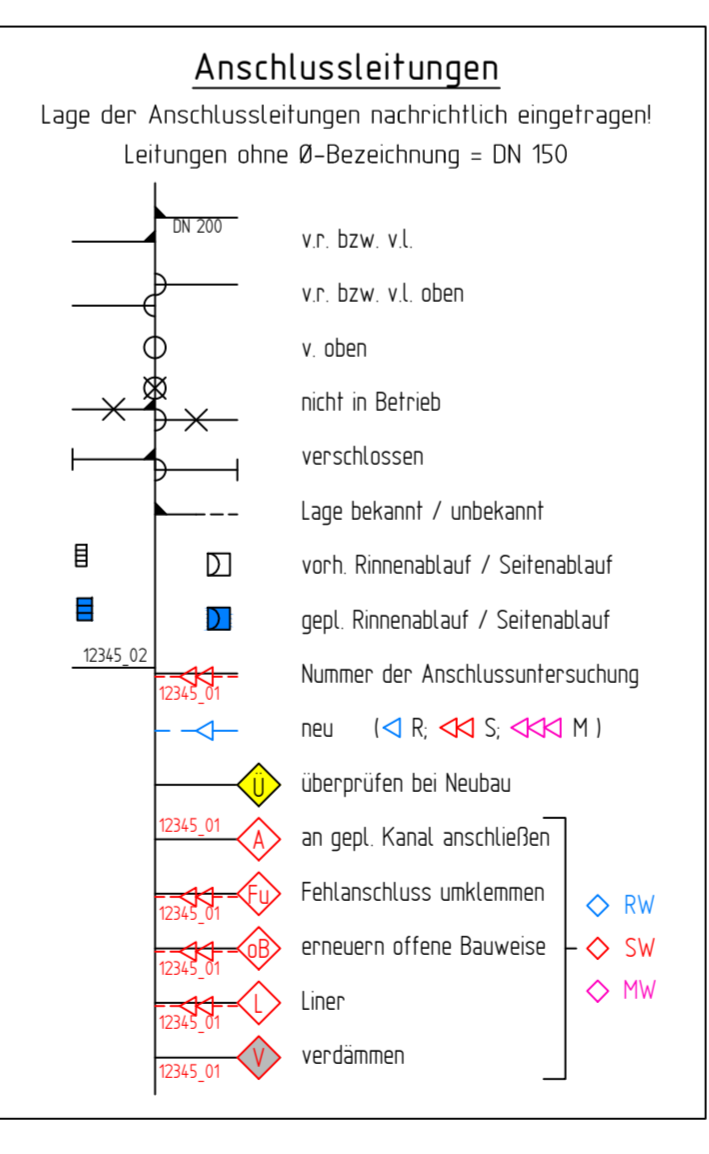 Anschlussleitungen
Lage der Anschlussleitungen nachrichtlich eingetragen!
Leitungen ohne Ø-Bezeichnung = DN 150
DN 200
v.r. bzw. v.l.
v.r. bzw. v.l. oben
v. oben
nicht in Betrieb
verschlossen
Lage bekannt / unbekannt
vorh. Rinnenablauf / Seitenablauf
gepl. Rinnenablauf / Seitenablauf
12345_02
12345_01
Nummer der Anschlussuntersuchung
neu ( R; S; M )
Ü überprüfen bei Neubau
12345_01
A an gepl. Kanal anschließen
12345_01
Fu Fehlanschluss umklemmen
RW
12345_01
oB erneuern offene Bauweise
SW
12345_01
L Liner
MW
12345_01
V verdämmen